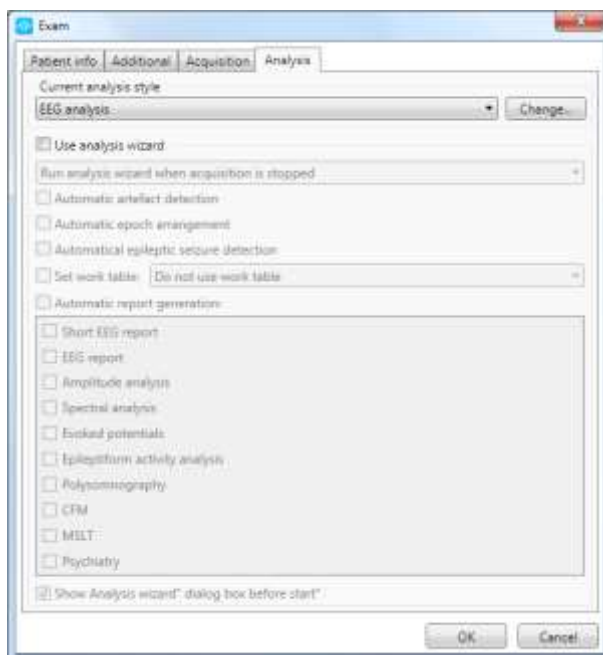 Exam
Patient info Additional Acquisition Analysis
Current analysis style
EEG analysis Change...
Use analysis wizard
Run analysis wizard when acquisition is stopped
Automatic artefact detection
Automatic epoch arrangement
Automatical epileptic seizure detection
Set work table: Do not use work table
Automatic report generation:
Short EEG report
EEG report
Amplitude analysis
Spectral analysis
Evoked potentials
Epileptiform activity analysis
Polysomnography
CFM
MSLT
Psychiatry
Show Analysis wizard" dialog box before start"
OK Cancel